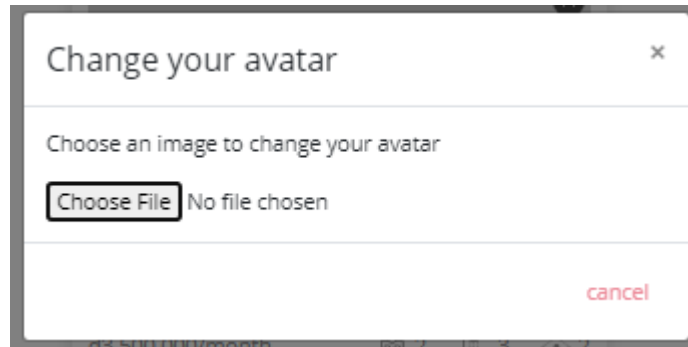 Change your avatar ×
Choose an image to change your avatar
Choose File No file chosen
cancel